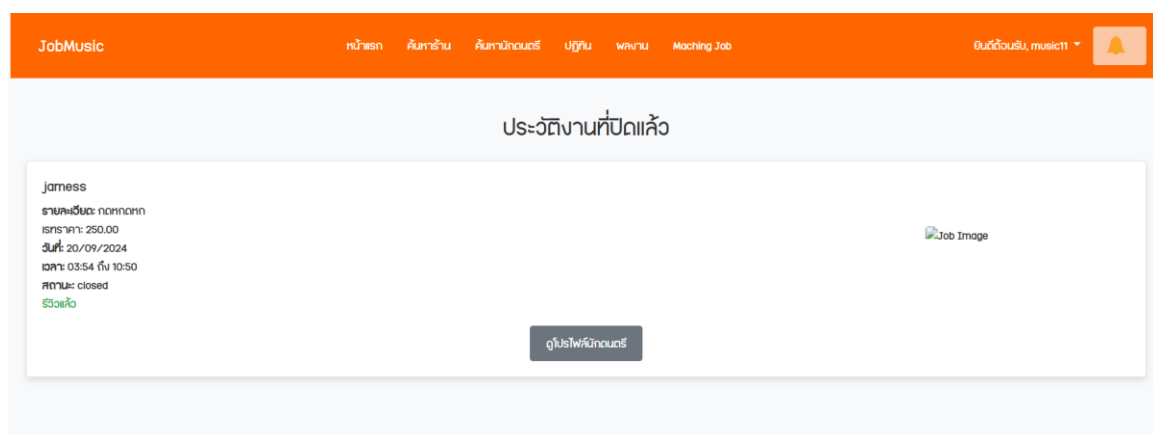 JobMusic หน้าแรก ค้นหาร้าน ค้นหานักดนตรี ปฏิทิน ผลงาน Maching Job ยินดีต้อนรับ, music11
ประวัติงานที่ปิดแล้ว
jamess
รายละเอียด: กดหกดหก
เรทราคา: 250.00
วันที่: 20/09/2024
เวลา: 03:54 ถึง 10:50
สถานะ: closed
รีวิวแล้ว
Job Image
ดูโปรไฟล์นักดนตรี